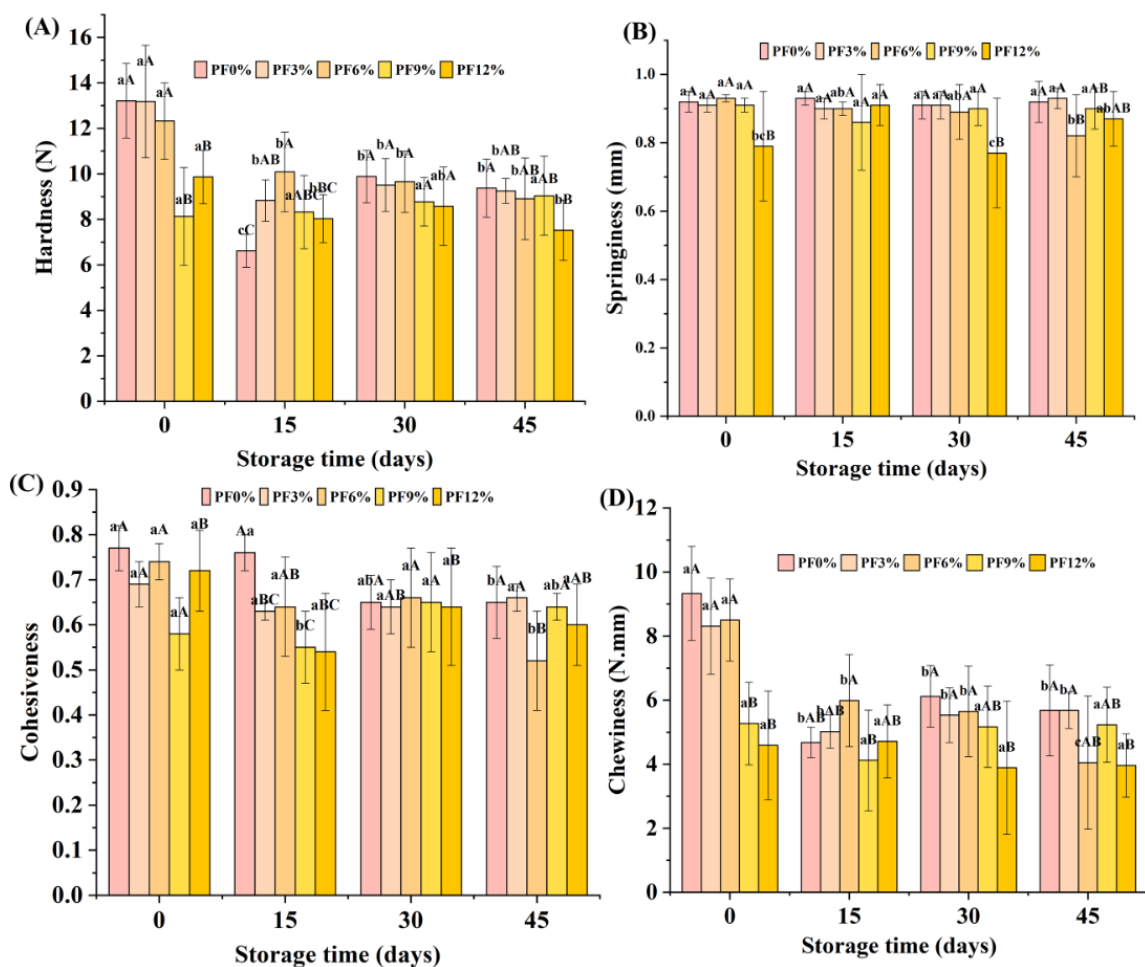 (A)
16
14
12
10
8
6
4
2
0
Hardness (N)
PF0% PF3% PF6% PF9% PF12%
aA aA aA aB aB
cC bAB bA aABC bBC
bA bA bA aA abA
bA bAB bAB aAB bB
0 15 30 45
Storage time (days)
(B)
1.0
0.8
0.6
0.4
0.2
0.0
Springiness (mm)
PF0% PF3% PF6% PF9% PF12%
aA aA aA aA bcB
aA aA abA aA aA
aA aA abA aA cB
aA aA bB aAB abAB
0 15 30 45
Storage time (days)
(C)
0.9
0.8
0.7
0.6
0.5
0.4
0.3
0.2
0.1
0.0
Cohesiveness
PF0% PF3% PF6% PF9% PF12%
aA aA aA aA aB
Aa aBC aAB bC aBC
abA aAB aA aA aB
bA aA bB abA aAB
0 15 30 45
Storage time (days)
(D)
12
10
8
6
4
2
0
Chewiness (N.mm)
PF0% PF3% PF6% PF9% PF12%
aA aA aA aB aB
bAB bAB bA aB aAB
bA bA bA aAB aB
bA bA cAB aAB aB
0 15 30 45
Storage time (days)